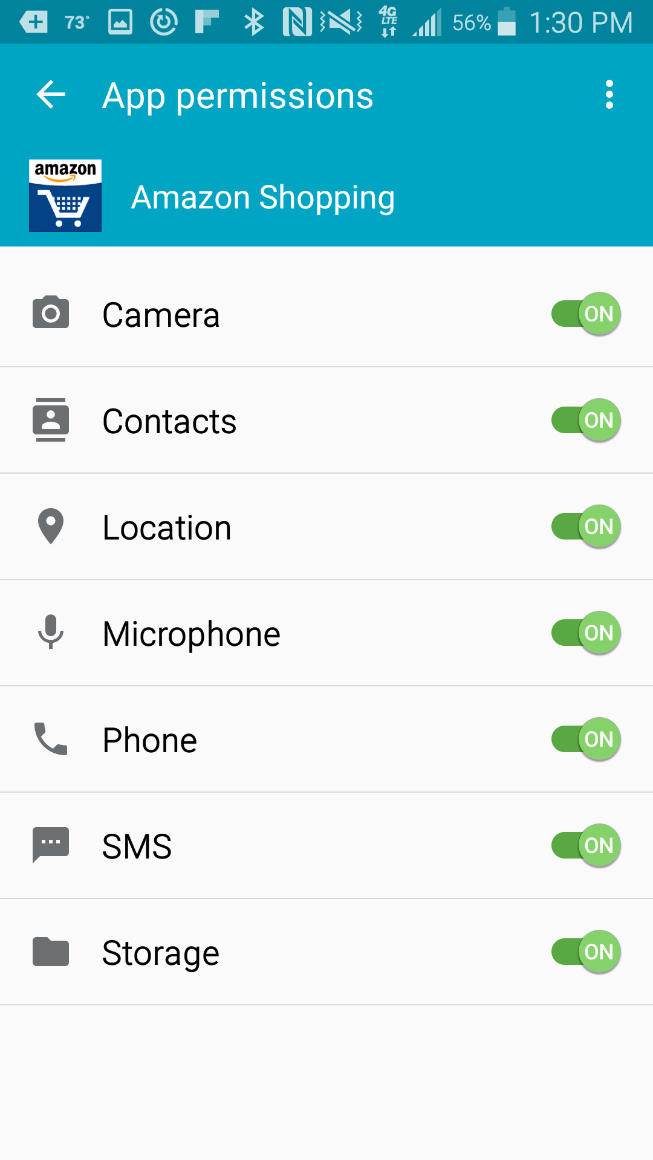 73° 4G LTE 56% 1:30 PM
App permissions
amazon
Amazon Shopping
Camera ON
Contacts ON
Location ON
Microphone ON
Phone ON
SMS ON
Storage ON